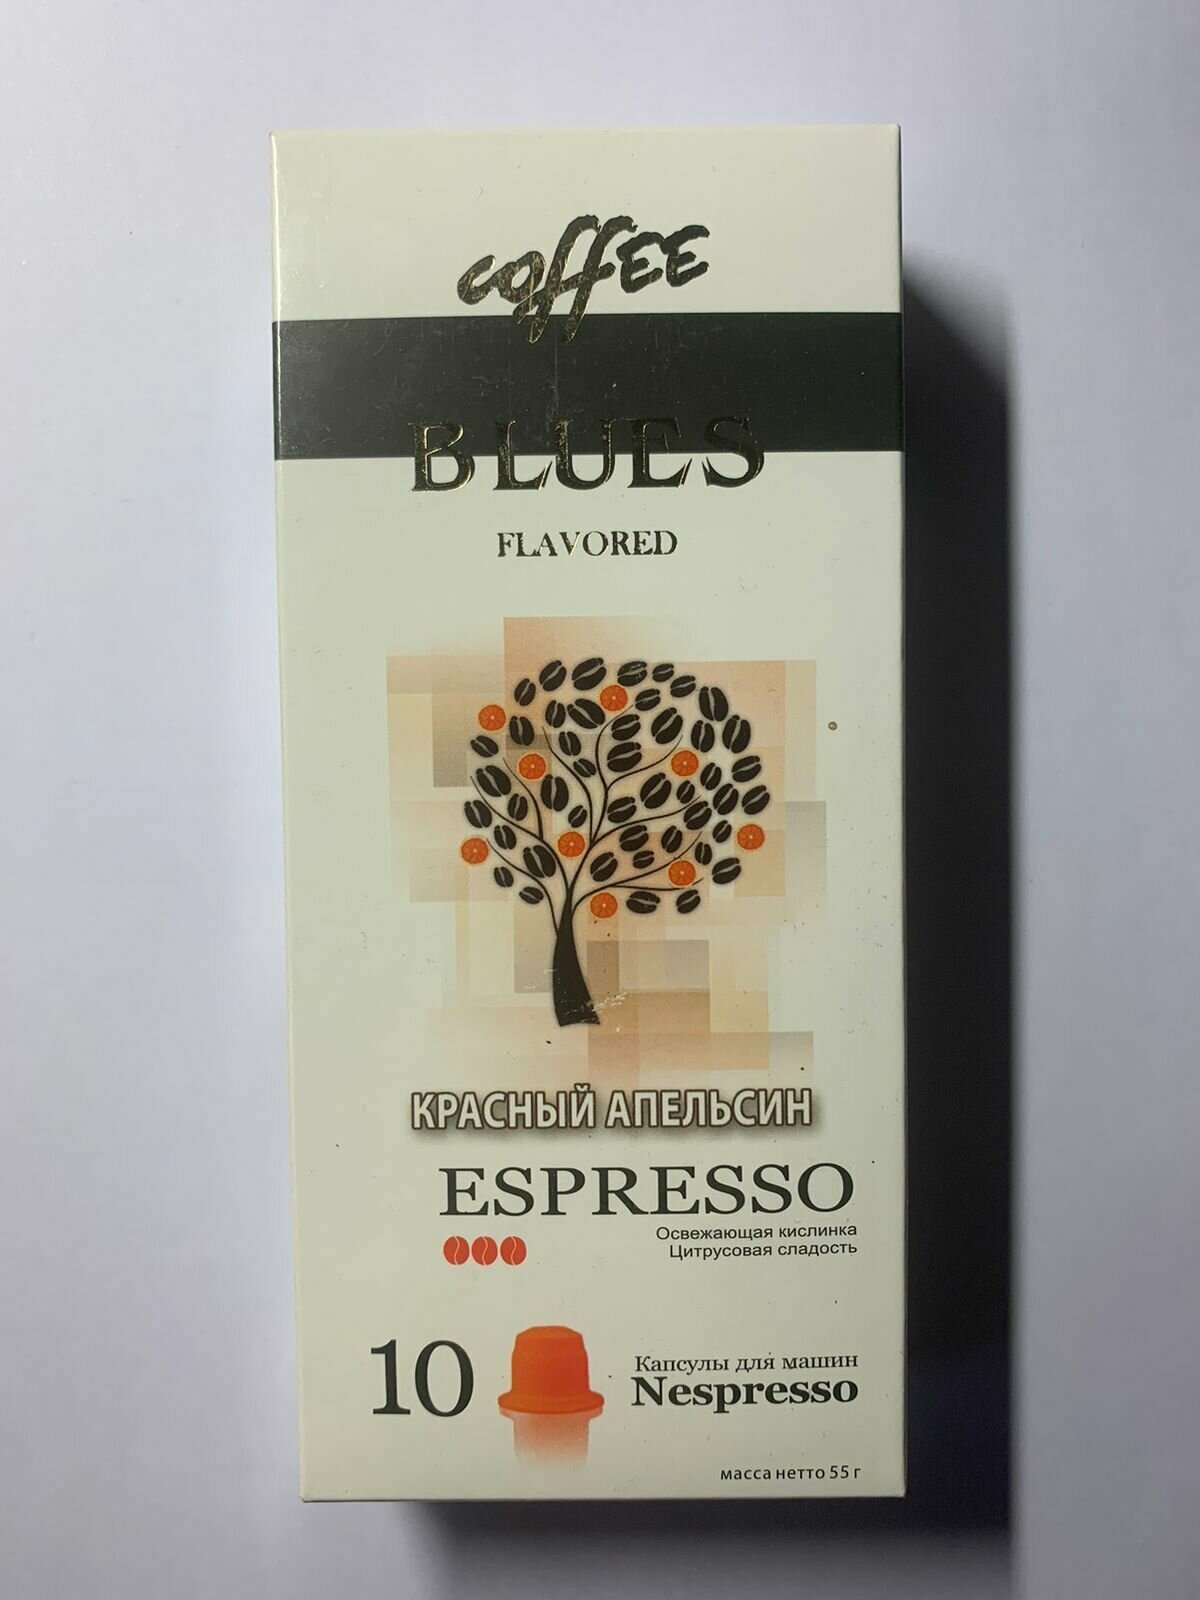 coffee
BLUES
FLAVORED
КРАСНЫЙ АПЕЛЬСИН
ESPRESSO
Освежающая кислинка
Цитрусовая сладость
10
Капсулы для машин
Nespresso
масса нетто 55 г